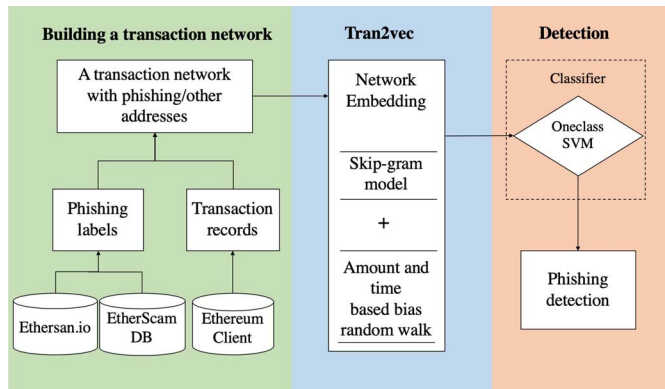 Building a transaction network
Tran2vec
Detection
A transaction network
with phishing/other
addresses
Network
Embedding
Skip-gram
model
+
Amount and
time
based bias
random walk
Classifier
Oneclass
SVM
Phishing
labels
Transaction
records
Phishing
detection
Ethersan.io
EtherScam
DB
Ethereum
Client